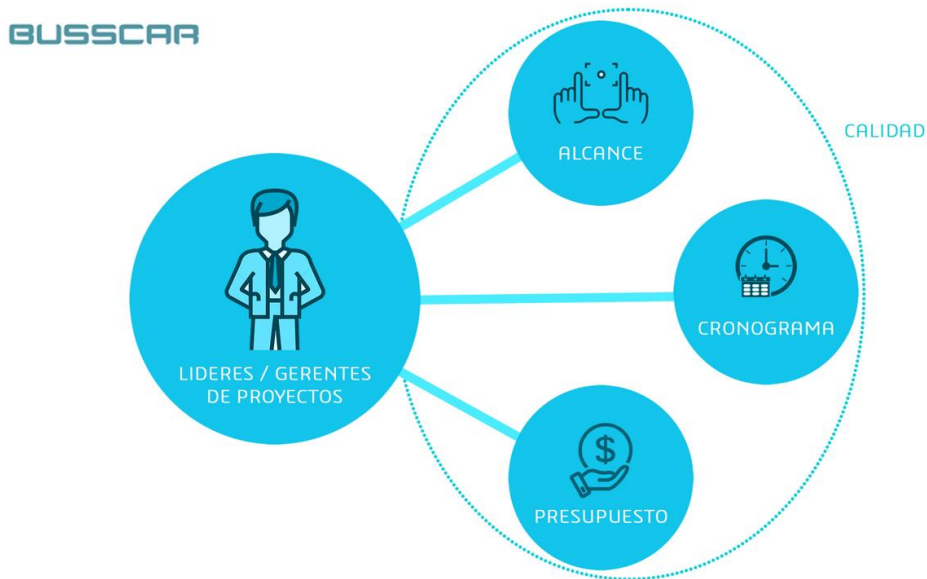 BUSSCAR
ALCANCE
CALIDAD
CRONOGRAMA
LIDERES / GERENTES
DE PROYECTOS
$
PRESUPUESTO